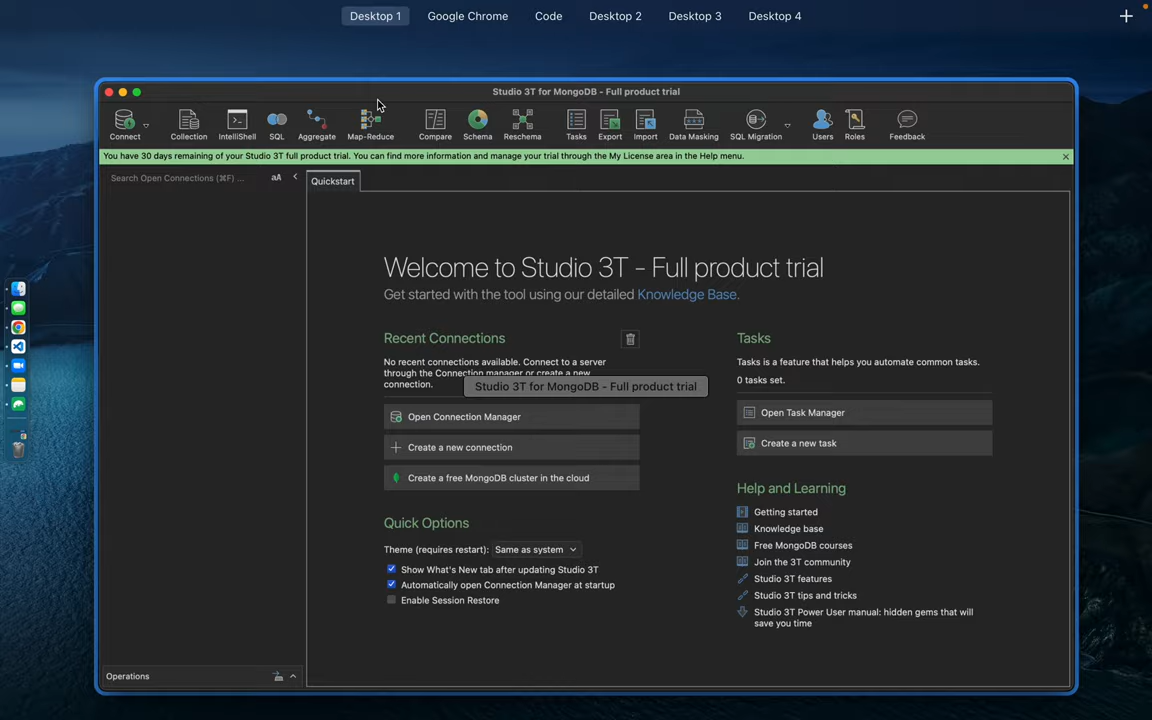 Desktop 1 Google Chrome Code Desktop 2 Desktop 3 Desktop 4
Studio 3T for MongoDB - Full product trial
Connect Collection IntelliShell SQL Aggregate Map-Reduce Compare Schema Reschema Tasks Export Import Data Masking SQL Migration Users Roles Feedback
You have 30 days remaining of your Studio 3T full product trial. You can find more information and manage your trial through the My License area in the Help menu.
Search Open Connections (⌘F) ... aA
Quickstart
Welcome to Studio 3T - Full product trial
Get started with the tool using our detailed Knowledge Base.
Recent Connections
No recent connections available. Connect to a server
through the Connection manager or create a new
connection.
Studio 3T for MongoDB - Full product trial
Open Connection Manager
Create a new connection
Create a free MongoDB cluster in the cloud
Quick Options
Theme (requires restart): Same as system
Show What's New tab after updating Studio 3T
Automatically open Connection Manager at startup
Enable Session Restore
Tasks
Tasks is a feature that helps you automate common tasks.
0 tasks set.
Open Task Manager
Create a new task
Help and Learning
Getting started
Knowledge base
Free MongoDB courses
Join the 3T community
Studio 3T features
Studio 3T tips and tricks
Studio 3T Power User manual: hidden gems that will
save you time
Operations